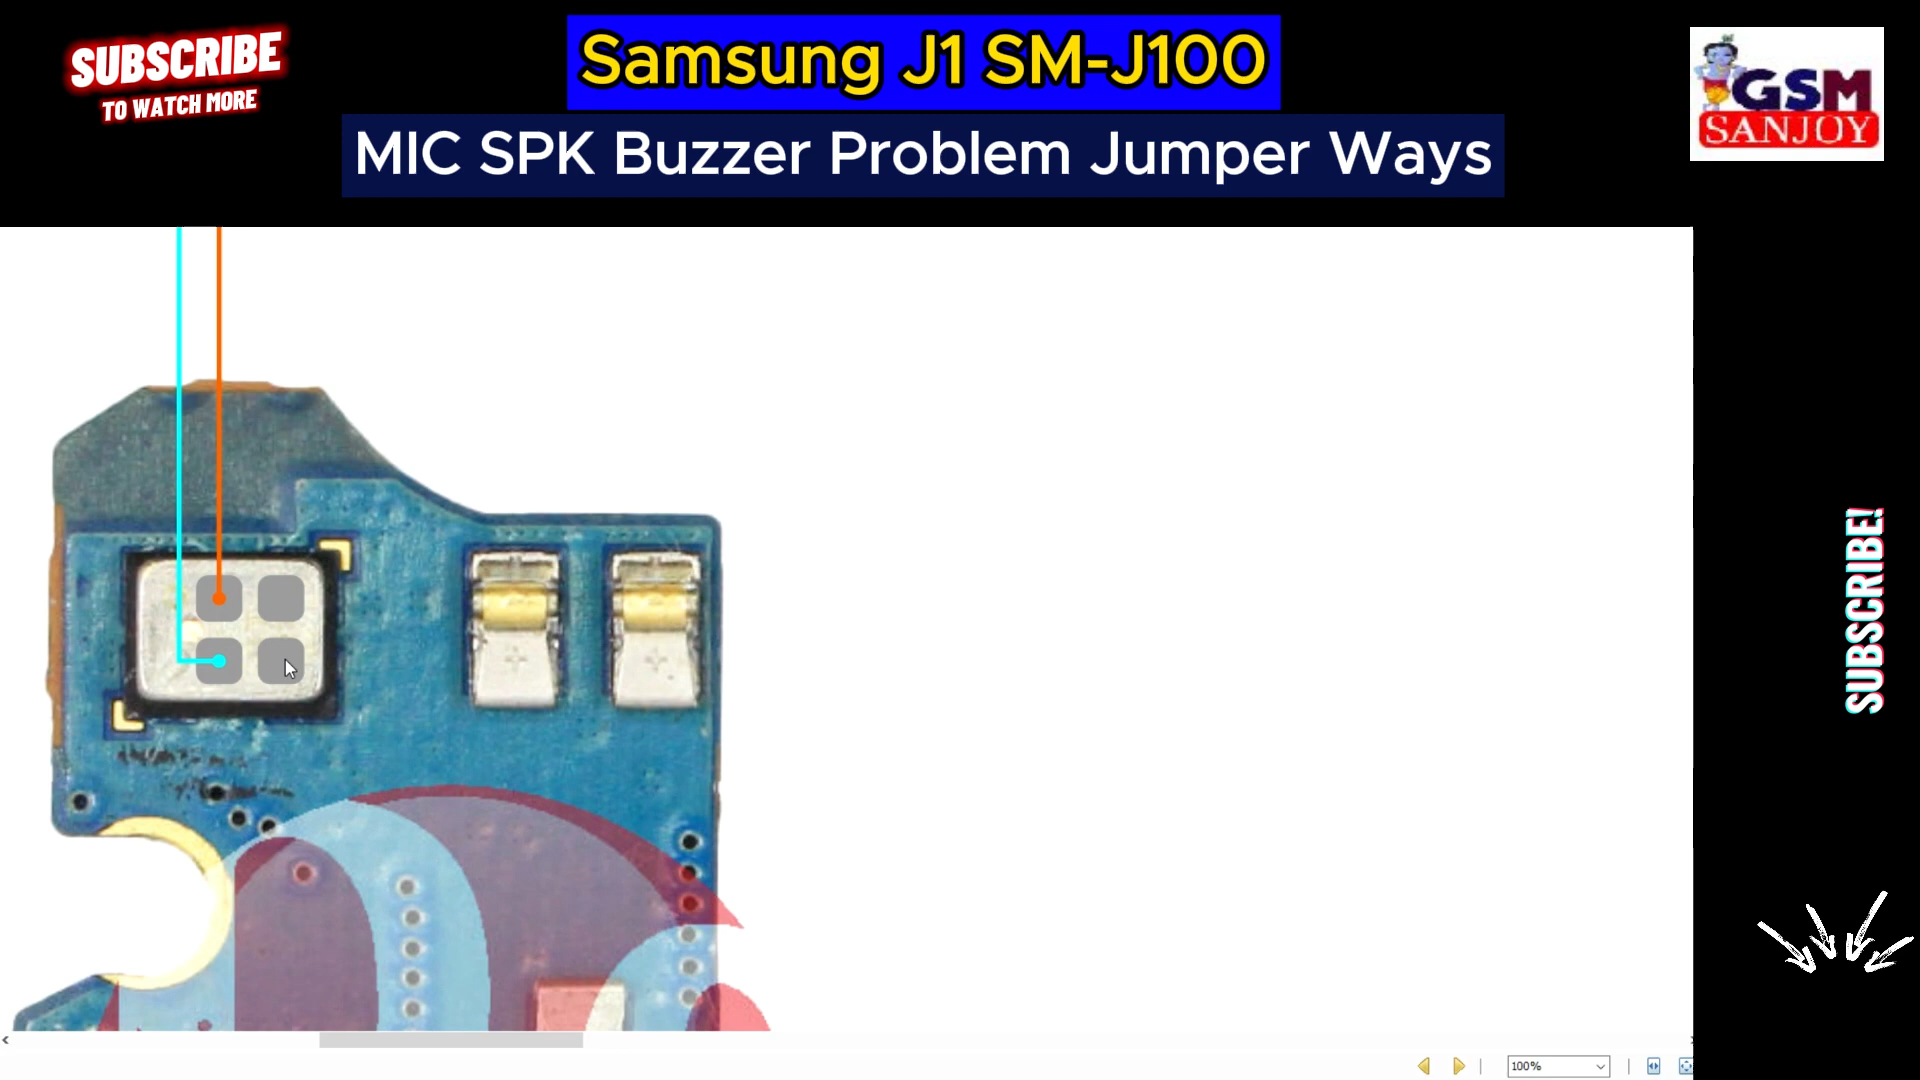 SUBSCRIBE
TO WATCH MORE
Samsung J1 SM-J100
MIC SPK Buzzer Problem Jumper Ways
GSM
SANJOY
SUBSCRIBE!
100%